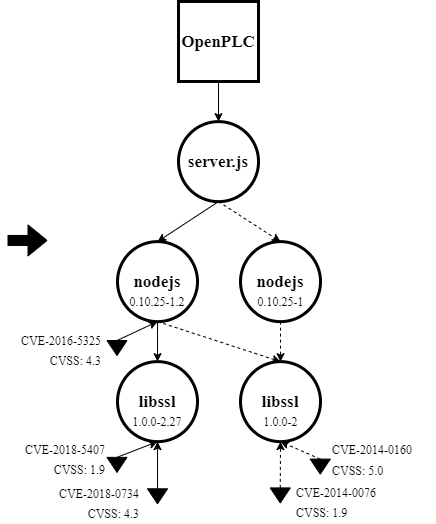 OpenPLC
server.js
nodejs
0.10.25-1.2
nodejs
0.10.25-1
CVE-2016-5325
CVSS: 4.3
libssl
1.0.0-2.27
libssl
1.0.0-2
CVE-2018-5407
CVSS: 1.9
CVE-2014-0160
CVSS: 5.0
CVE-2018-0734
CVSS: 4.3
CVE-2014-0076
CVSS: 1.9